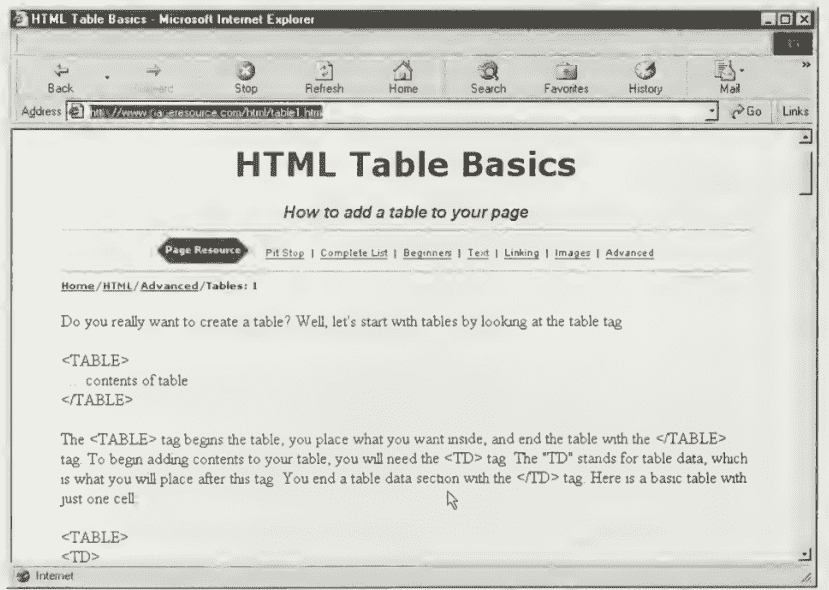 HTML Table Basics - Microsoft Internet Explorer
Back Forward Stop Refresh Home Search Favorites History Mail »
Address http://www.pageresource.com/html/table1.htm Go Links
HTML Table Basics
How to add a table to your page
Page Resource Pit Stop | Complete List | Beginners | Text | Linking | Images | Advanced
Home/HTML/Advanced/Tables: 1
Do you really want to create a table? Well, let's start with tables by looking at the table tag
<TABLE>
... contents of table
</TABLE>
The <TABLE> tag begins the table, you place what you want inside, and end the table with the </TABLE>
tag. To begin adding contents to your table, you will need the <TD> tag. The "TD" stands for table data, which
is what you will place after this tag. You end a table data section with the </TD> tag. Here is a basic table with
just one cell:
<TABLE>
<TD>
Internet